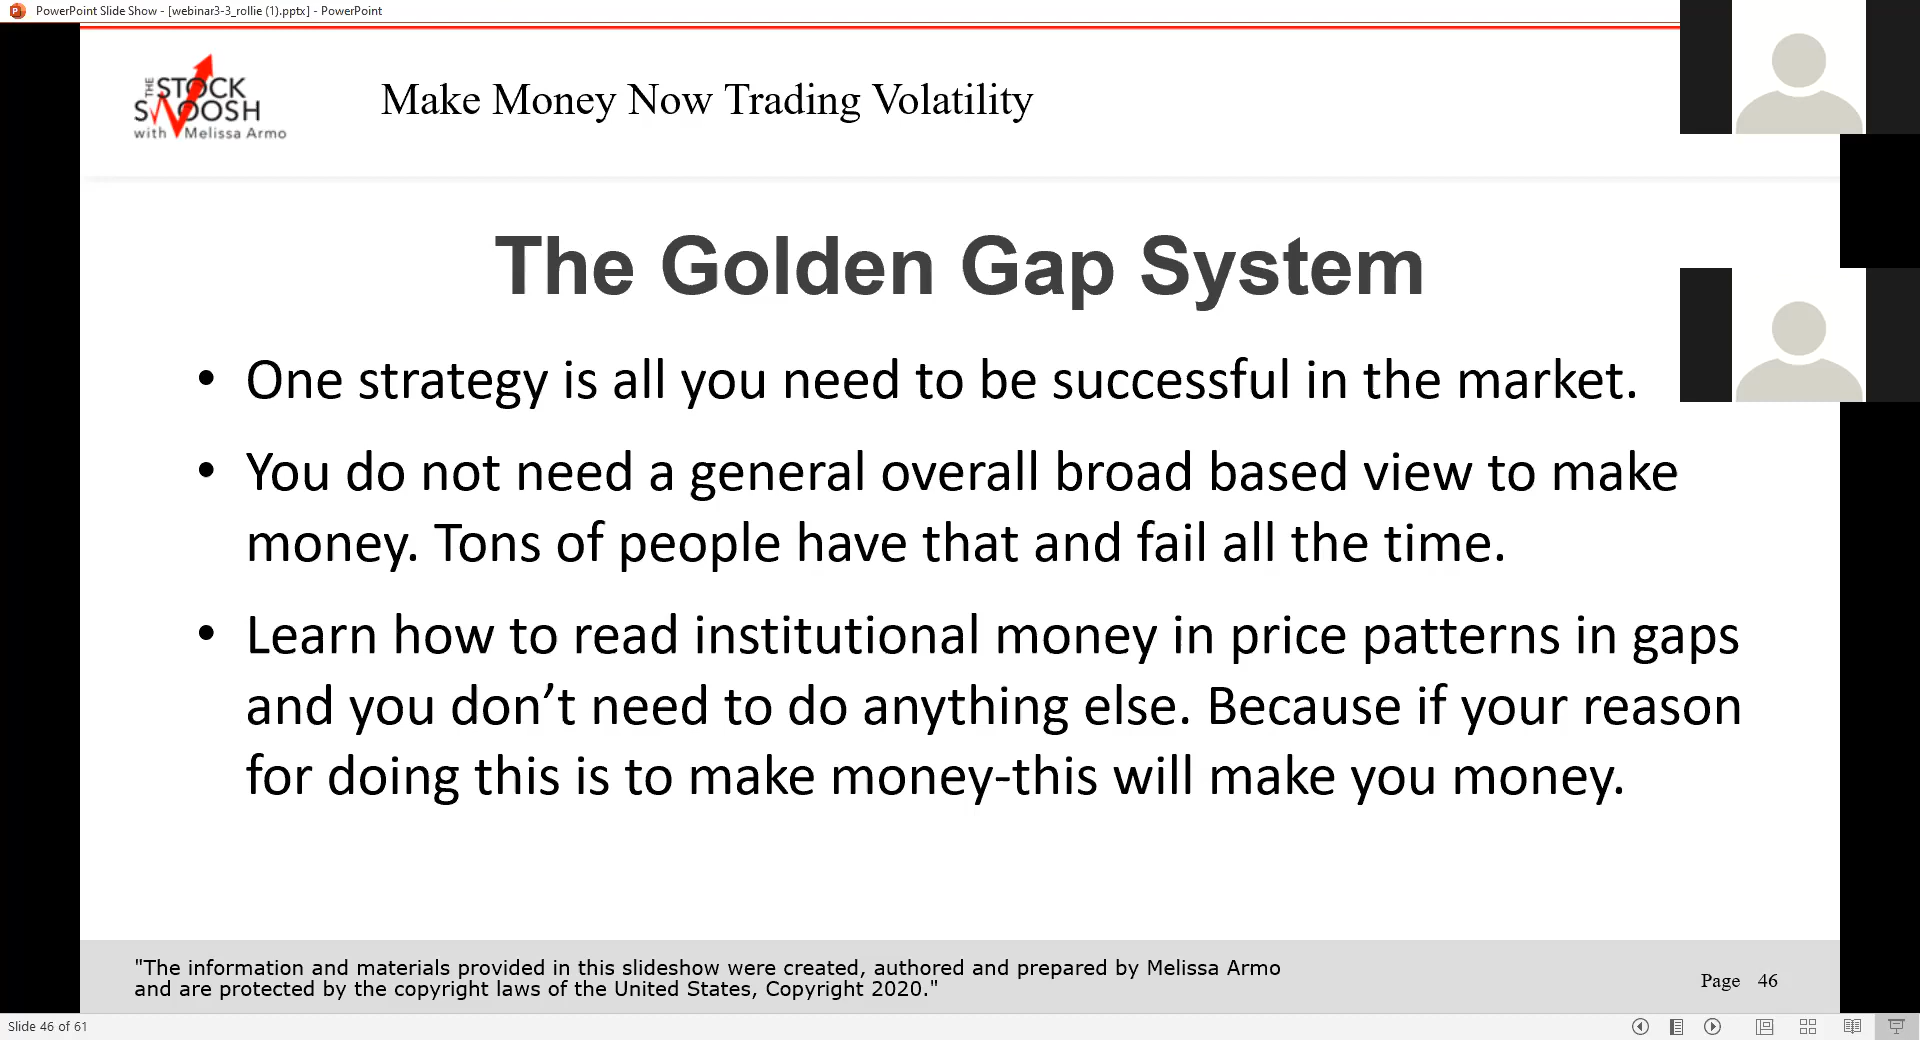 PowerPoint Slide Show - [webinar3-3_rollie (1).pptx] - PowerPoint
THE STOCK
SWOOSH
with Melissa Armo
Make Money Now Trading Volatility
The Golden Gap System
• One strategy is all you need to be successful in the market.
• You do not need a general overall broad based view to make
money. Tons of people have that and fail all the time.
• Learn how to read institutional money in price patterns in gaps
and you don’t need to do anything else. Because if your reason
for doing this is to make money-this will make you money.
"The information and materials provided in this slideshow were created, authored and prepared by Melissa Armo
and are protected by the copyright laws of the United States, Copyright 2020."
Page 46
Slide 46 of 61